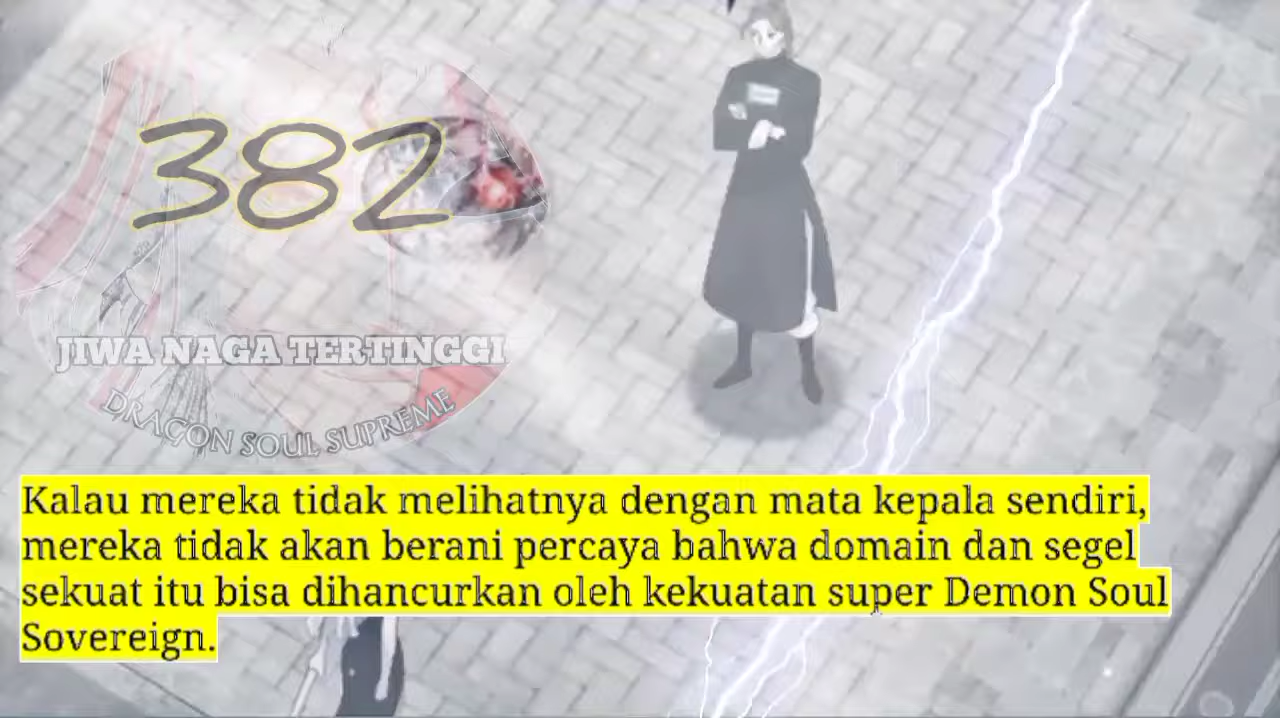 382
JIWA NAGA TERTINGGI
DRAGON SOUL SUPREME
Kalau mereka tidak melihatnya dengan mata kepala sendiri,
mereka tidak akan berani percaya bahwa domain dan segel
sekuat itu bisa dihancurkan oleh kekuatan super Demon Soul
Sovereign.